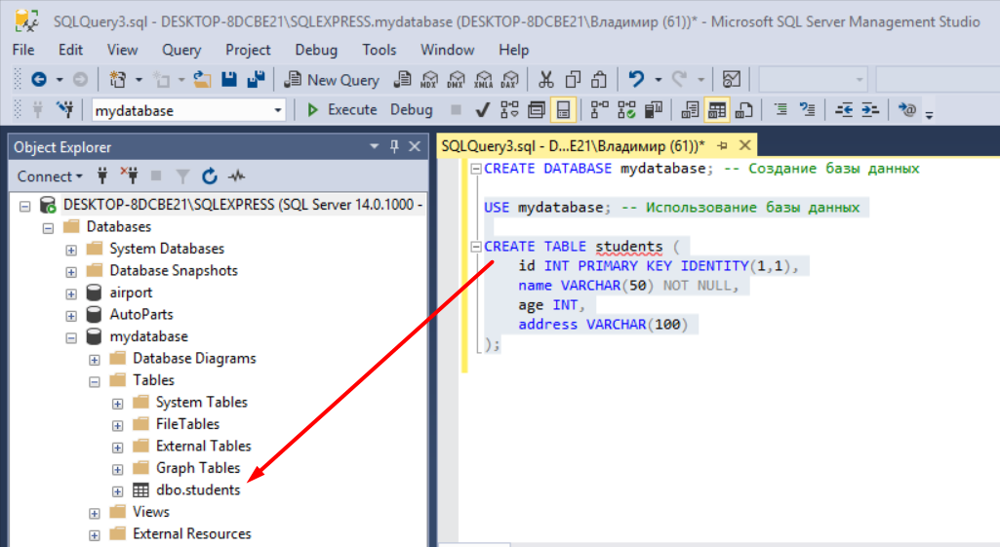 SQLQuery3.sql - DESKTOP-8DCBE21\SQLEXPRESS.mydatabase (DESKTOP-8DCBE21\Владимир (61))* - Microsoft SQL Server Management Studio
File Edit View Query Project Debug Tools Window Help
New Query MDX DMX XMLA DAX
mydatabase Execute Debug
Object Explorer
Connect
DESKTOP-8DCBE21\SQLEXPRESS (SQL Server 14.0.1000 -
Databases
System Databases
Database Snapshots
airport
AutoParts
mydatabase
Database Diagrams
Tables
System Tables
FileTables
External Tables
Graph Tables
dbo.students
Views
External Resources
SQLQuery3.sql - D...E21\Владимир (61))*
CREATE DATABASE mydatabase; -- Создание базы данных
USE mydatabase; -- Использование базы данных
CREATE TABLE students (
id INT PRIMARY KEY IDENTITY(1,1),
name VARCHAR(50) NOT NULL,
age INT,
address VARCHAR(100)
);